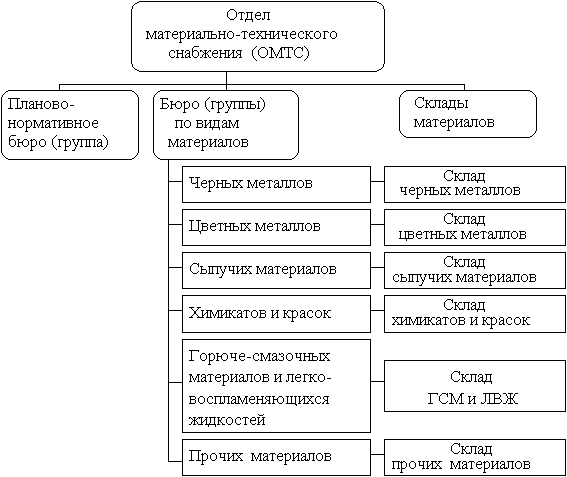 Отдел
материально-технического
снабжения (ОМТС)
Планово-
нормативное
бюро (группа)
Бюро (группы)
по видам
материалов
Склады
материалов
Черных металлов
Склад
черных металлов
Цветных металлов
Склад
цветных металлов
Сыпучих материалов
Склад
сыпучих материалов
Химикатов и красок
Склад
химикатов и красок
Горюче-смазочных
материалов и легко-
воспламеняющихся
жидкостей
Склад
ГСМ и ЛВЖ
Прочих материалов
Склад
прочих материалов